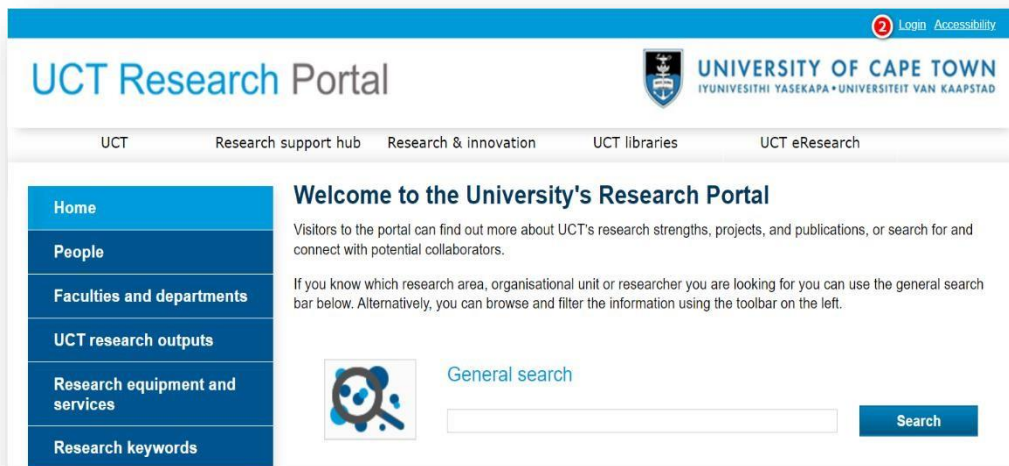 2 Login Accessibility
UCT Research Portal
UNIVERSITY OF CAPE TOWN
IYUNIVESITHI YASEKAPA • UNIVERSITEIT VAN KAAPSTAD
UCT Research support hub Research & innovation UCT libraries UCT eResearch
Home
People
Faculties and departments
UCT research outputs
Research equipment and
services
Research keywords
Welcome to the University's Research Portal
Visitors to the portal can find out more about UCT's research strengths, projects, and publications, or search for and
connect with potential collaborators.
If you know which research area, organisational unit or researcher you are looking for you can use the general search
bar below. Alternatively, you can browse and filter the information using the toolbar on the left.
General search
Search